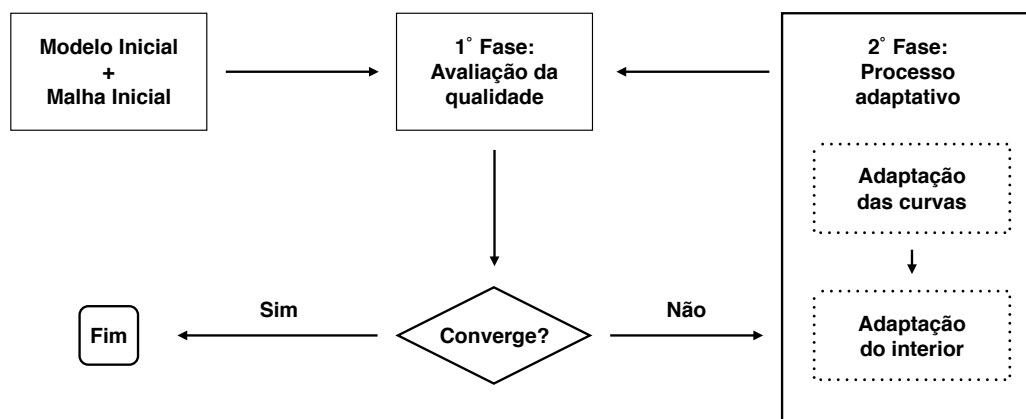 Modelo Inicial
+
Malha Inicial
1° Fase:
Avaliação da
qualidade
2° Fase:
Processo
adaptativo
Adaptação
das curvas
Adaptação
do interior
Converge?
Sim
Não
Fim